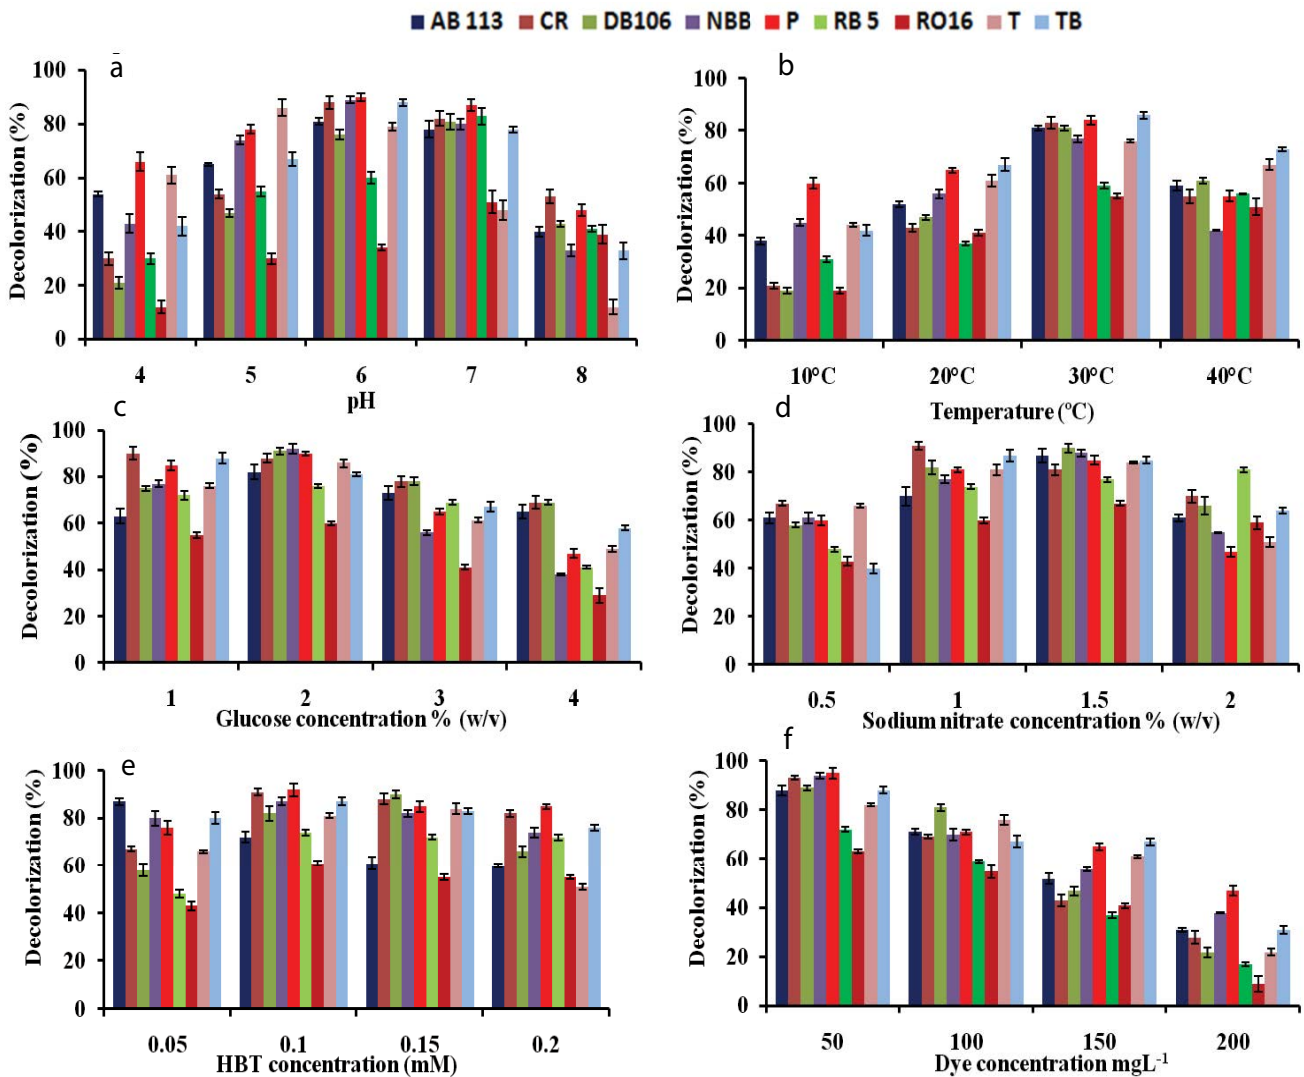 AB 113 CR DB106 NBB P RB 5 RO16 T TB
a
100
80
60
40
20
0
Decolorization (%)
4 5 6 7 8
pH
b
100
80
60
40
20
0
Decolorization (%)
10°C 20°C 30°C 40°C
Temperature (°C)
c
100
80
60
40
20
0
Decolorization (%)
1 2 3 4
Glucose concentration % (w/v)
d
100
80
60
40
20
0
Decolorization (%)
0.5 1 1.5 2
Sodium nitrate concentration % (w/v)
e
100
80
60
40
20
0
Decolorization (%)
0.05 0.1 0.15 0.2
HBT concentration (mM)
f
100
80
60
40
20
0
Decolorization (%)
50 100 150 200
Dye concentration mgL-1